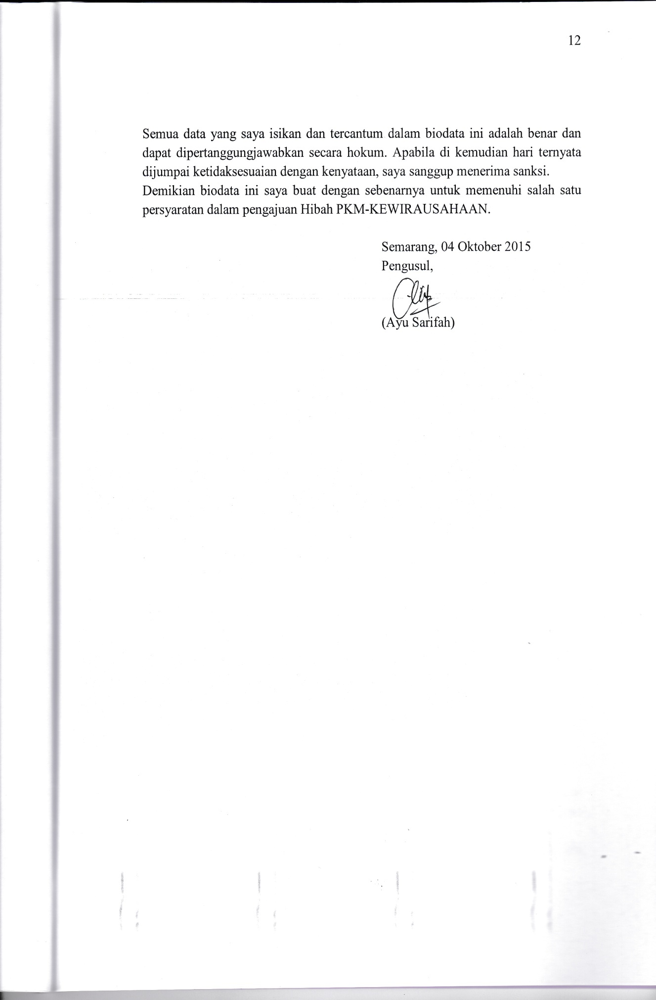 12
Semua data yang saya isikan dan tercantum dalam biodata ini adalah benar dan
dapat dipertanggungjawabkan secara hokum. Apabila di kemudian hari ternyata
dijumpai ketidaksesuaian dengan kenyataan, saya sanggup menerima sanksi.
Demikian biodata ini saya buat dengan sebenarnya untuk memenuhi salah satu
persyaratan dalam pengajuan Hibah PKM-KEWIRAUSAHAAN.
Semarang, 04 Oktober 2015
Pengusul,
(Ayu Sarifah)